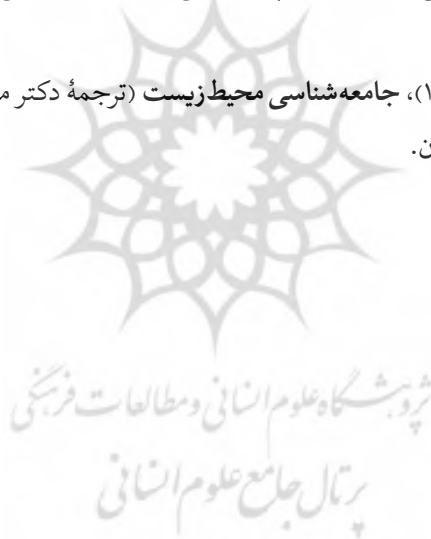 ۱)، جامعه‌شناسی محیط‌زیست (ترجمهٔ دکتر م
ن.
پژوهشگاه علوم انسانی و مطالعات فرهنگی
پرتال جامع علوم انسانی